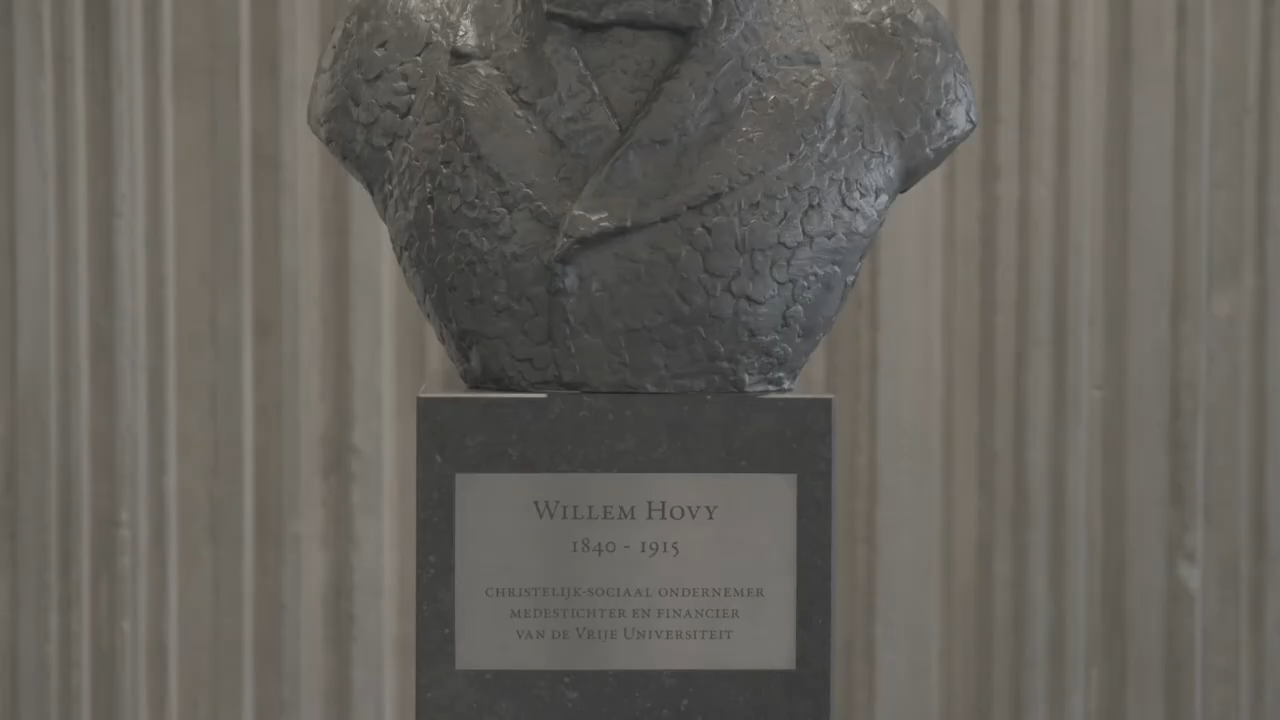 Willem Hovy
1840 - 1915
christelijk-sociaal ondernemer
medestichter en financier
van de Vrije Universiteit